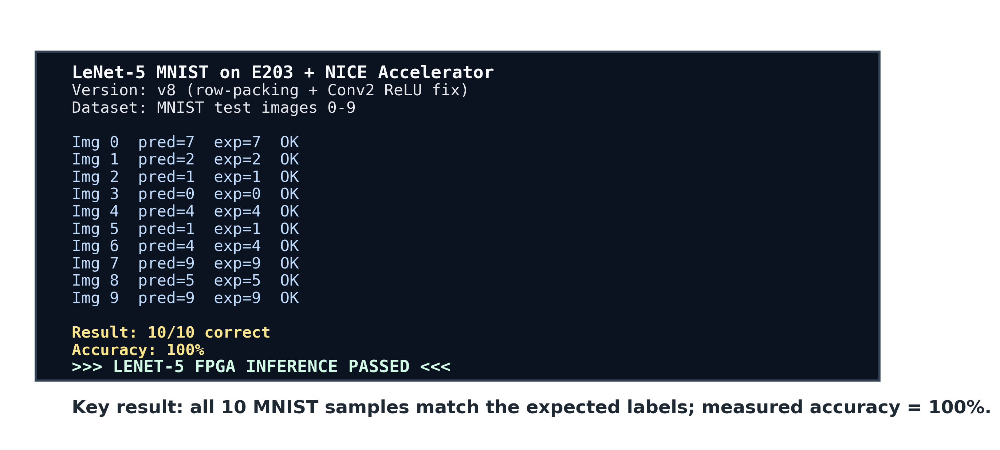 LeNet-5 MNIST on E203 + NICE Accelerator
Version: v8 (row-packing + Conv2 ReLU fix)
Dataset: MNIST test images 0-9
Img 0  pred=7  exp=7  OK
Img 1  pred=2  exp=2  OK
Img 2  pred=1  exp=1  OK
Img 3  pred=0  exp=0  OK
Img 4  pred=4  exp=4  OK
Img 5  pred=1  exp=1  OK
Img 6  pred=4  exp=4  OK
Img 7  pred=9  exp=9  OK
Img 8  pred=5  exp=5  OK
Img 9  pred=9  exp=9  OK
Result: 10/10 correct
Accuracy: 100%
>>> LENET-5 FPGA INFERENCE PASSED <<<
Key result: all 10 MNIST samples match the expected labels; measured accuracy = 100%.